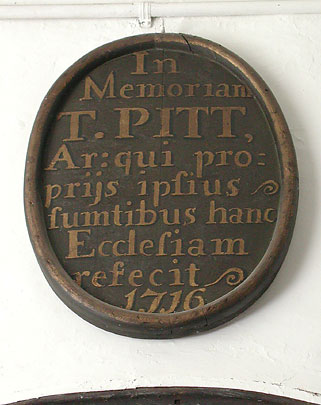 In
Memoriam
T. PITT,
Ar: qui pro:
prijs ipſius
ſumtibus hanc
Eccleſiam
refecit
1716